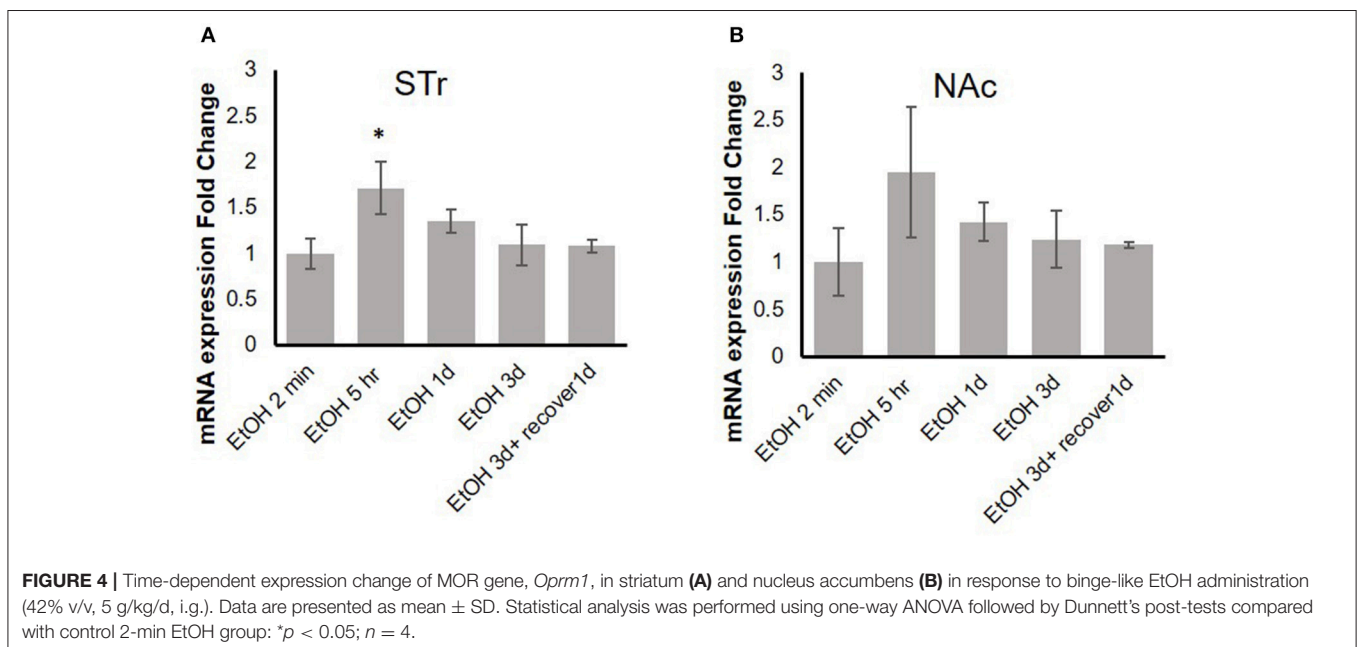 A
STr
mRNA expression Fold Change
3
2.5
2
1.5
1
0.5
0
*
EtOH 2 min
EtOH 5 hr
EtOH 1d
EtOH 3d
EtOH 3d+ recover1d
B
NAc
mRNA expression Fold Change
3
2.5
2
1.5
1
0.5
0
EtOH 2 min
EtOH 5 hr
EtOH 1d
EtOH 3d
EtOH 3d+ recover1d
FIGURE 4 | Time-dependent expression change of MOR gene, Oprm1, in striatum (A) and nucleus accumbens (B) in response to binge-like EtOH administration
(42% v/v, 5 g/kg/d, i.g.). Data are presented as mean ± SD. Statistical analysis was performed using one-way ANOVA followed by Dunnett’s post-tests compared
with control 2-min EtOH group: *p < 0.05; n = 4.